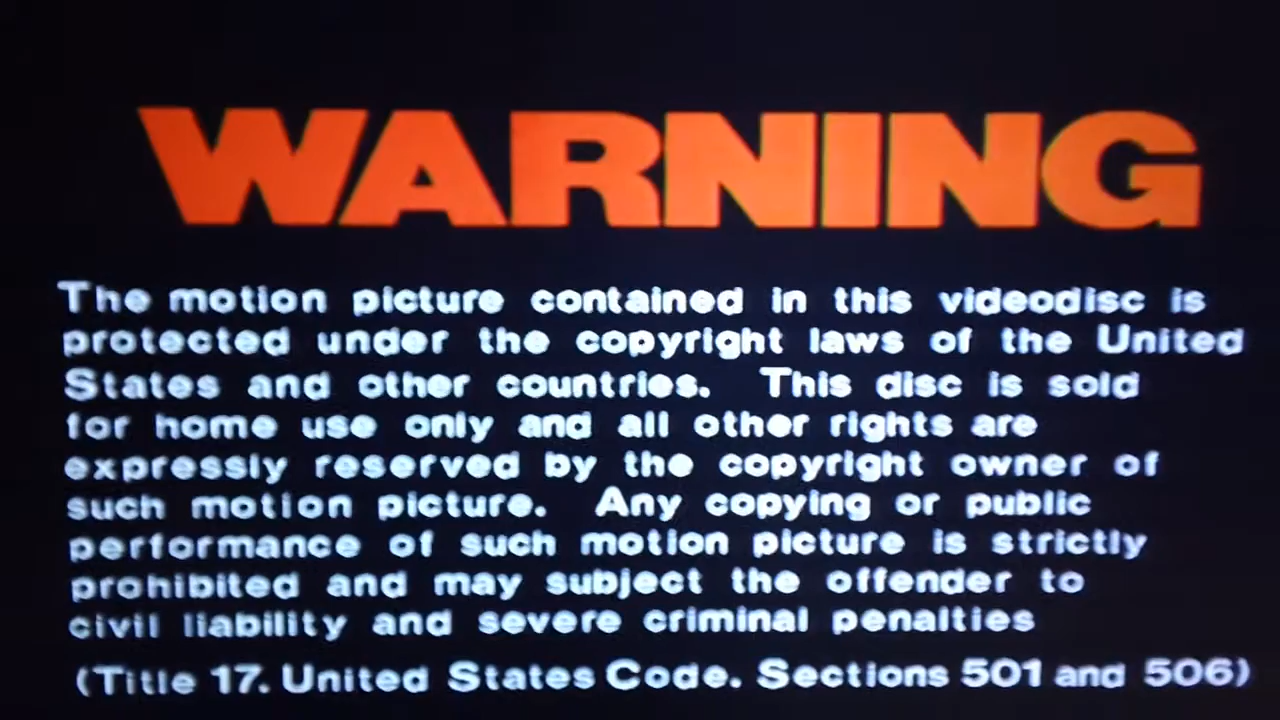 WARNING
The motion picture contained in this videodisc is
protected under the copyright laws of the United
States and other countries. This disc is sold
for home use only and all other rights are
expressly reserved by the copyright owner of
such motion picture. Any copying or public
performance of such motion picture is strictly
prohibited and may subject the offender to
civil liability and severe criminal penalties
(Title 17. United States Code. Sections 501 and 506)